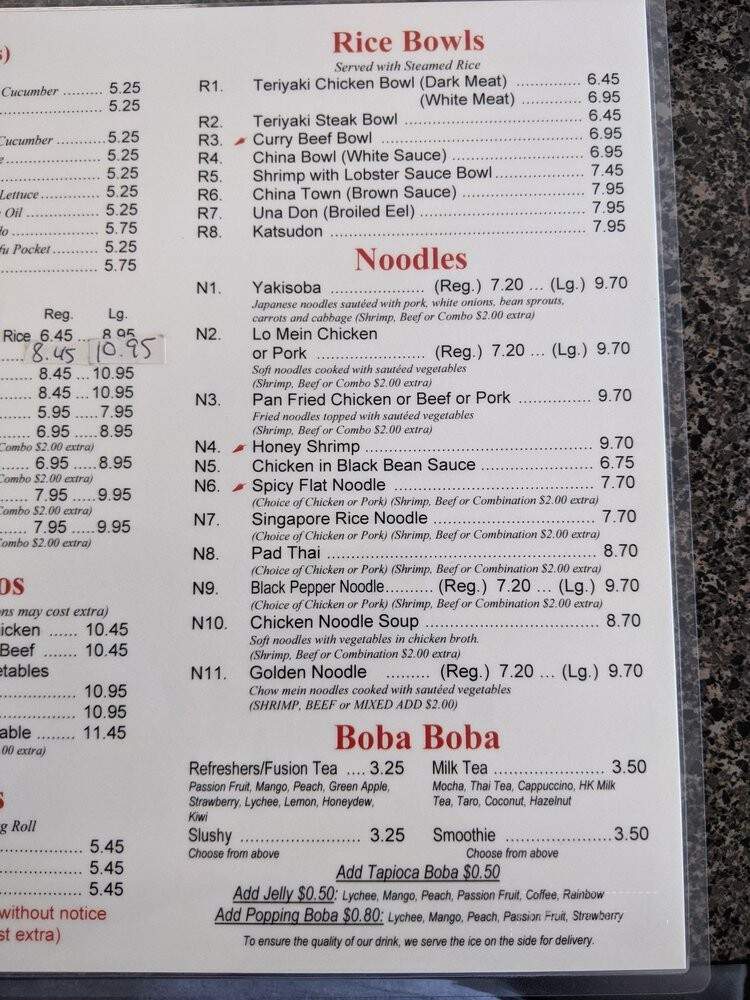 s)
Cucumber ......... 5.25
..................... 5.25
Cucumber ........... 5.25
e..................... 5.25
..................... 5.25
Lettuce.............. 5.25
Oil ................... 5.25
lo ..................... 5.75
fu Pocket .......... 5.25
..................... 5.75
Reg. Lg.
Rice 6.45 ... 8.95
8.45 10.95
..... 8.45 ... 10.95
..... 8.45 ... 10.95
..... 5.95 .... 7.95
..... 6.95 ..... 8.95
Combo $2.00 extra)
..... 6.95 ..... 8.95
Combo $2.00 extra)
..... 7.95 ..... 9.95
Combo $2.00 extra)
..... 7.95 ..... 9.95
Combo $2.00 extra)
os
ns may cost extra)
icken ...... 10.45
Beef ....... 10.45
etables
................ 10.95
................ 10.95
able ........ 11.45
00 extra)
s
g Roll
................ 5.45
................ 5.45
................ 5.45
without notice
st extra)
Rice Bowls
Served with Steamed Rice
R1. Teriyaki Chicken Bowl (Dark Meat) .............. 6.45
(White Meat) ............. 6.95
R2. Teriyaki Steak Bowl ................................ 6.45
R3. Curry Beef Bowl ..................................... 6.95
R4. China Bowl (White Sauce) ........................ 6.95
R5. Shrimp with Lobster Sauce Bowl................ 7.45
R6. China Town (Brown Sauce) ...................... 7.95
R7. Una Don (Broiled Eel) ............................. 7.95
R8. Katsudon .............................................. 7.95
Noodles
N1. Yakisoba ..................... (Reg.) 7.20 ... (Lg.) 9.70
Japanese noodles sautéed with pork, white onions, bean sprouts,
carrots and cabbage (Shrimp, Beef or Combo $2.00 extra)
N2. Lo Mein Chicken
or Pork ........................ (Reg.) 7.20 ... (Lg.) 9.70
Soft noodles cooked with sautéed vegetables
(Shrimp, Beef or Combo $2.00 extra)
N3. Pan Fried Chicken or Beef or Pork ................ 9.70
Fried noodles topped with sautéed vegetables
(Shrimp, Beef or Combo $2.00 extra)
N4. Honey Shrimp ............................................. 9.70
N5. Chicken in Black Bean Sauce ....................... 6.75
N6. Spicy Flat Noodle ........................................ 7.70
(Choice of Chicken or Pork) (Shrimp, Beef or Combination $2.00 extra)
N7. Singapore Rice Noodle ................................ 7.70
(Choice of Chicken or Pork) (Shrimp, Beef or Combination $2.00 extra)
N8. Pad Thai ..................................................... 8.70
(Choice of Chicken or Pork) (Shrimp, Beef or Combination $2.00 extra)
N9. Black Pepper Noodle.......... (Reg.) 7.20 ... (Lg.) 9.70
(Choice of Chicken or Pork) (Shrimp, Beef or Combination $2.00 extra)
N10. Chicken Noodle Soup .................................. 8.70
Soft noodles with vegetables in chicken broth.
(Shrimp, Beef or Combination $2.00 extra)
N11. Golden Noodle ......... (Reg.) 7.20 ... (Lg.) 9.70
Chow mein noodles cooked with sautéed vegetables
(SHRIMP, BEEF or MIXED ADD $2.00)
Boba Boba
Refreshers/Fusion Tea .... 3.25
Passion Fruit, Mango, Peach, Green Apple,
Strawberry, Lychee, Lemon, Honeydew,
Kiwi
Slushy ........................ 3.25
Choose from above
Milk Tea ........................ 3.50
Mocha, Thai Tea, Cappuccino, HK Milk
Tea, Taro, Coconut, Hazelnut
Smoothie ..................... 3.50
Choose from above
Add Tapioca Boba $0.50
Add Jelly $0.50: Lychee, Mango, Peach, Passion Fruit, Coffee, Rainbow
Add Popping Boba $0.80: Lychee, Mango, Peach, Passion Fruit, Strewberry
To ensure the quality of our drink, we serve the ice on the side for delivery.